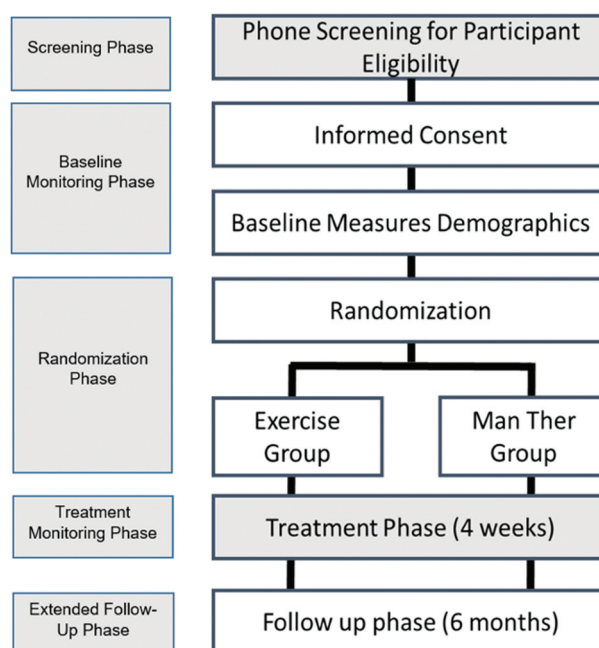 Screening Phase
Phone Screening for Participant
Eligibility
Baseline
Monitoring Phase
Informed Consent
Baseline Measures Demographics
Randomization
Phase
Randomization
Exercise
Group
Man Ther
Group
Treatment
Monitoring Phase
Treatment Phase (4 weeks)
Extended Follow-
Up Phase
Follow up phase (6 months)